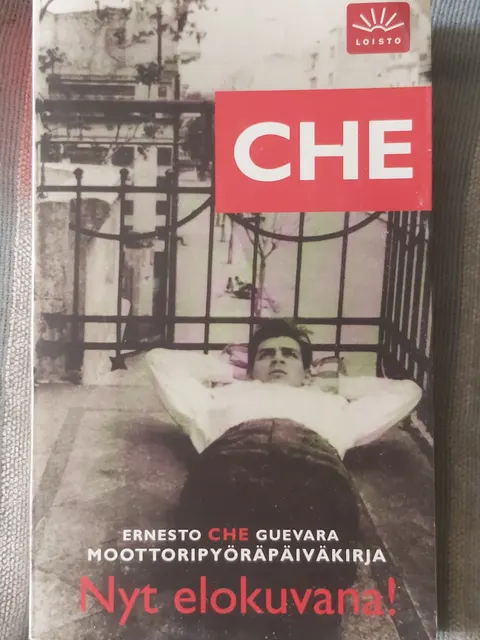 LOISTO
CHE
ERNESTO CHE GUEVARA
MOOTTORIPYÖRÄPÄIVÄKIRJA
Nyt elokuvana!